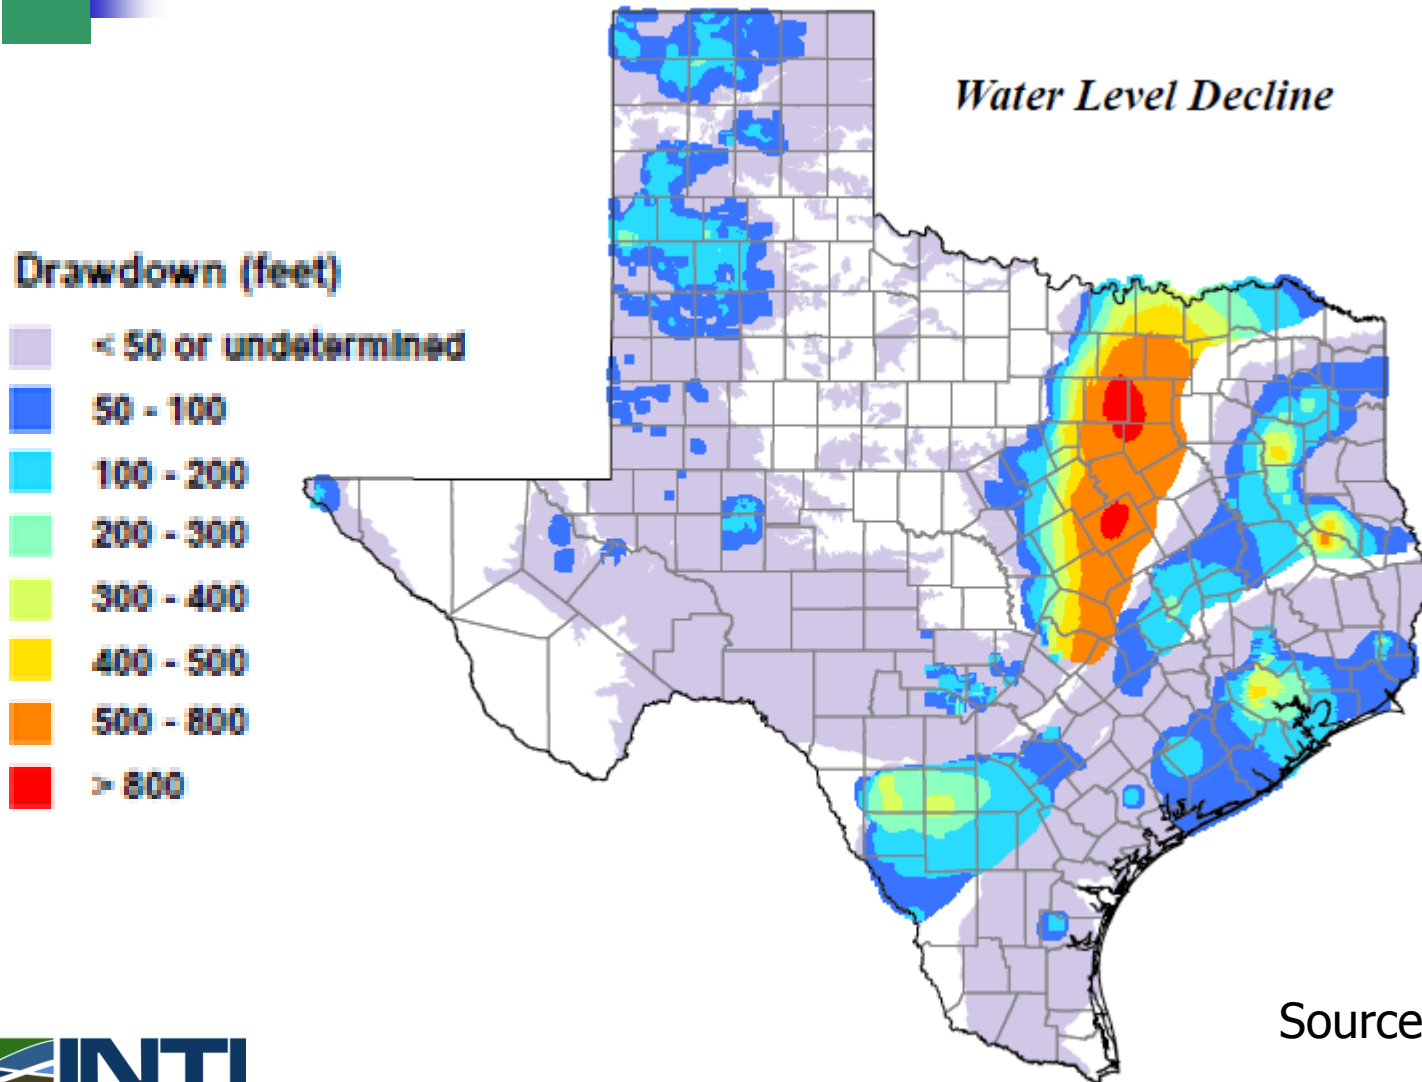 Water Level Decline
Drawdown (feet)
< 50 or undetermined
50 - 100
100 - 200
200 - 300
300 - 400
400 - 500
500 - 800
> 800
Source
INTI